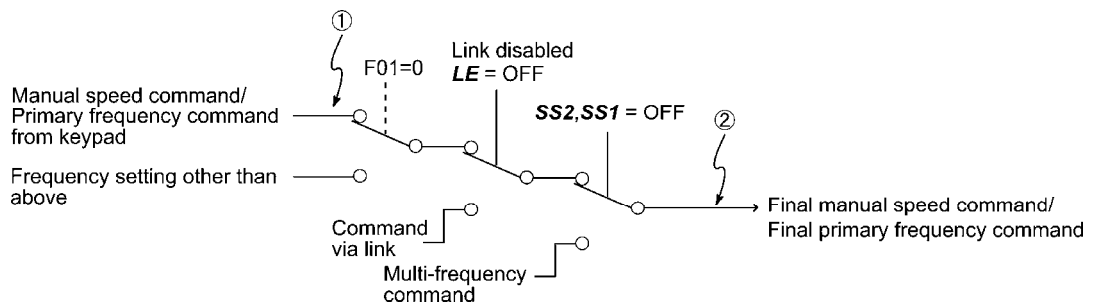 ①
F01=0
Link disabled
LE = OFF
Manual speed command/
Primary frequency command
from keypad
SS2,SS1 = OFF
②
Frequency setting other than
above
Command
via link
Multi-frequency
command
Final manual speed command/
Final primary frequency command